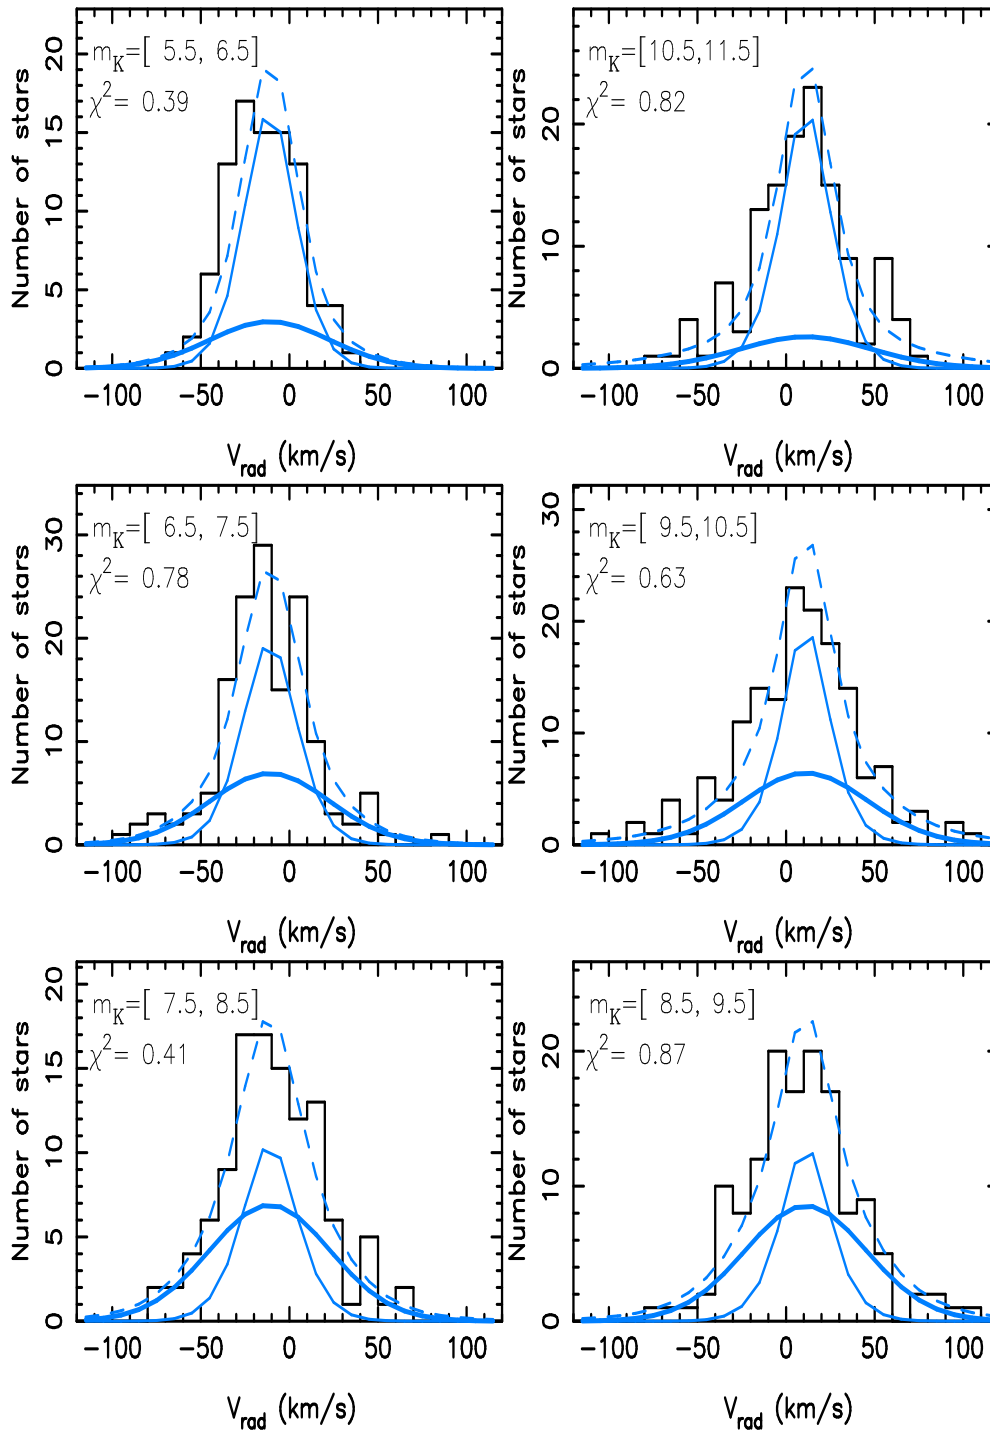 m_K=[ 5.5, 6.5]
χ²= 0.39
Number of stars
0 5 10 15 20
−100 −50 0 50 100
V_rad (km/s)
m_K=[10.5,11.5]
χ²= 0.82
Number of stars
0 10 20
−100 −50 0 50 100
V_rad (km/s)
m_K=[ 6.5, 7.5]
χ²= 0.78
Number of stars
0 10 20 30
−100 −50 0 50 100
V_rad (km/s)
m_K=[ 9.5,10.5]
χ²= 0.63
Number of stars
0 10 20 30
−100 −50 0 50 100
V_rad (km/s)
m_K=[ 7.5, 8.5]
χ²= 0.41
Number of stars
0 5 10 15 20
−100 −50 0 50 100
V_rad (km/s)
m_K=[ 8.5, 9.5]
χ²= 0.87
Number of stars
0 10 20
−100 −50 0 50 100
V_rad (km/s)